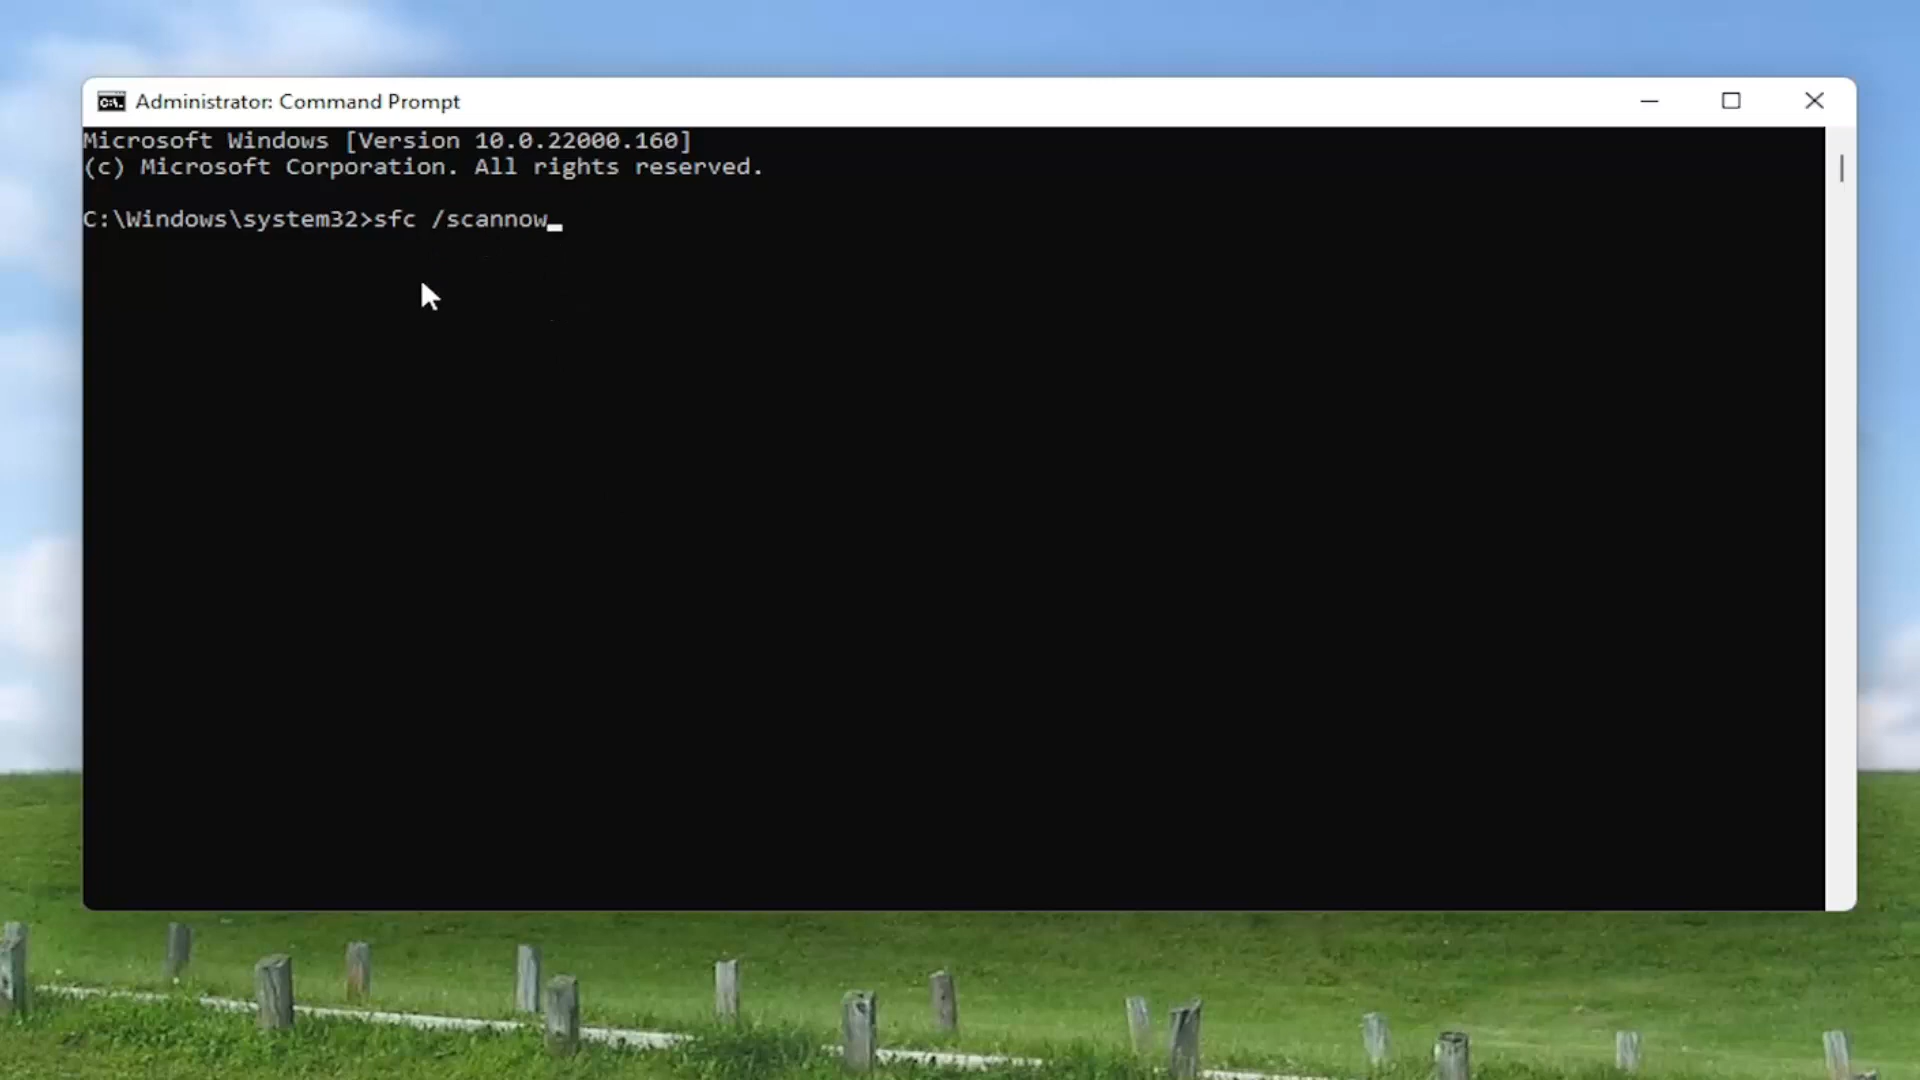 Administrator: Command Prompt
Microsoft Windows [Version 10.0.22000.160]
(c) Microsoft Corporation. All rights reserved.
C:\Windows\system32>sfc /scannow